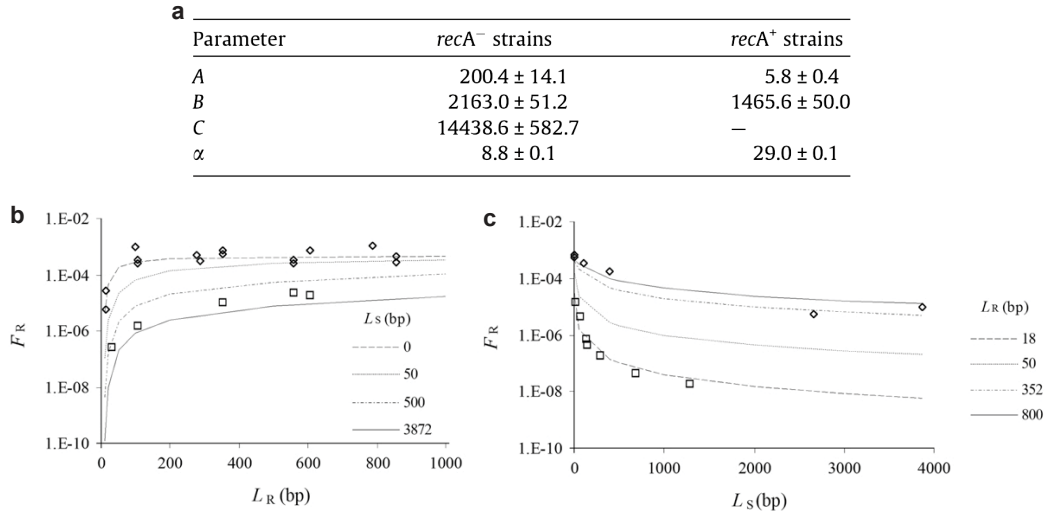 a
Parameter recA⁻ strains recA⁺ strains
A 200.4 ± 14.1 5.8 ± 0.4
B 2163.0 ± 51.2 1465.6 ± 50.0
C 14438.6 ± 582.7 —
α 8.8 ± 0.1 29.0 ± 0.1
b
1.E-02
1.E-04
1.E-06
1.E-08
1.E-10
F R
0 200 400 600 800 1000
L R (bp)
L S (bp)
0
50
500
3872
c
1.E-02
1.E-04
1.E-06
1.E-08
1.E-10
F R
0 1000 2000 3000 4000
L S (bp)
L R (bp)
18
50
352
800